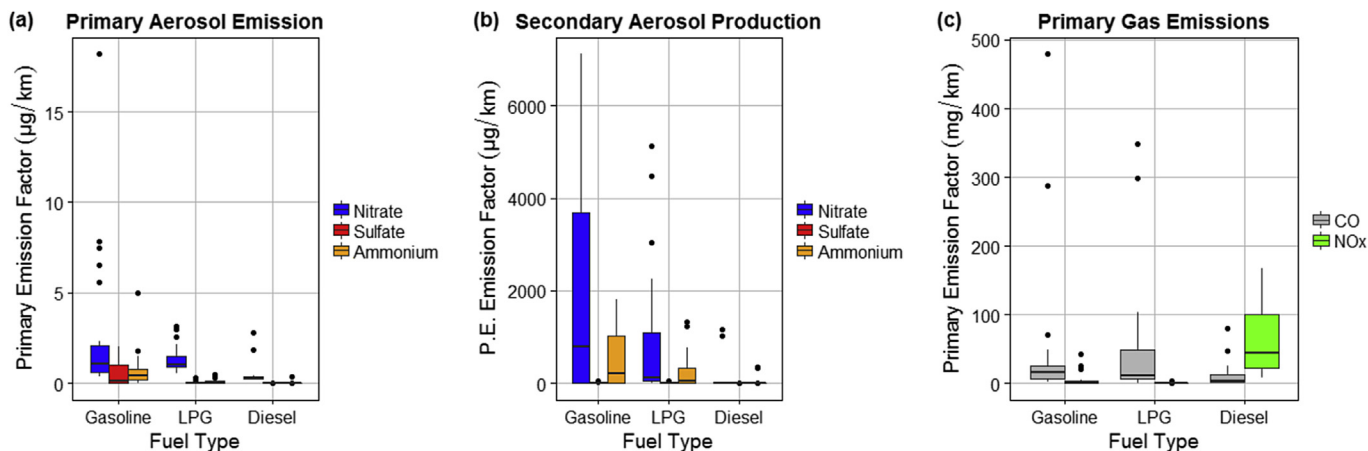 (a) Primary Aerosol Emission
Primary Emission Factor (µg/km)
15
10
5
0
Gasoline LPG Diesel
Fuel Type
Nitrate
Sulfate
Ammonium
(b) Secondary Aerosol Production
P.E. Emission Factor (µg/km)
6000
4000
2000
0
Gasoline LPG Diesel
Fuel Type
Nitrate
Sulfate
Ammonium
(c) Primary Gas Emissions
Primary Emission Factor (mg/km)
500
400
300
200
100
0
Gasoline LPG Diesel
Fuel Type
CO
NOx